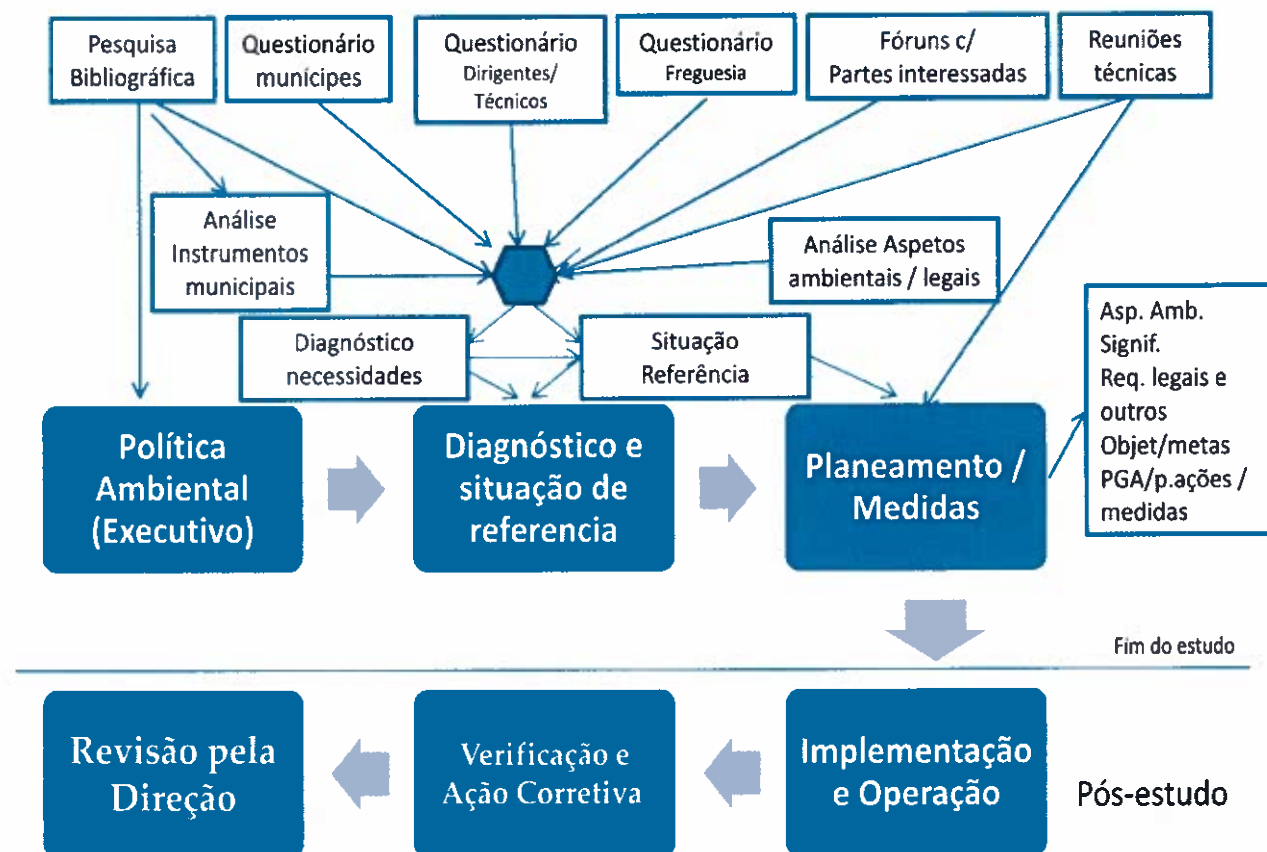 Pesquisa
Bibliográfica
Questionário
munícipes
Questionário
Dirigentes/
Técnicos
Questionário
Freguesia
Fóruns c/
Partes interessadas
Reuniões
técnicas
Análise
Instrumentos
municipais
Análise Aspetos
ambientais / legais
Diagnóstico
necessidades
Situação
Referência
Asp. Amb.
Signif.
Req. legais e
outros
Objet/metas
PGA/p.ações /
medidas
Política
Ambiental
(Executivo)
Diagnóstico e
situação de
referencia
Planeamento /
Medidas
Fim do estudo
Revisão pela
Direção
Verificação e
Ação Corretiva
Implementação
e Operação
Pós-estudo